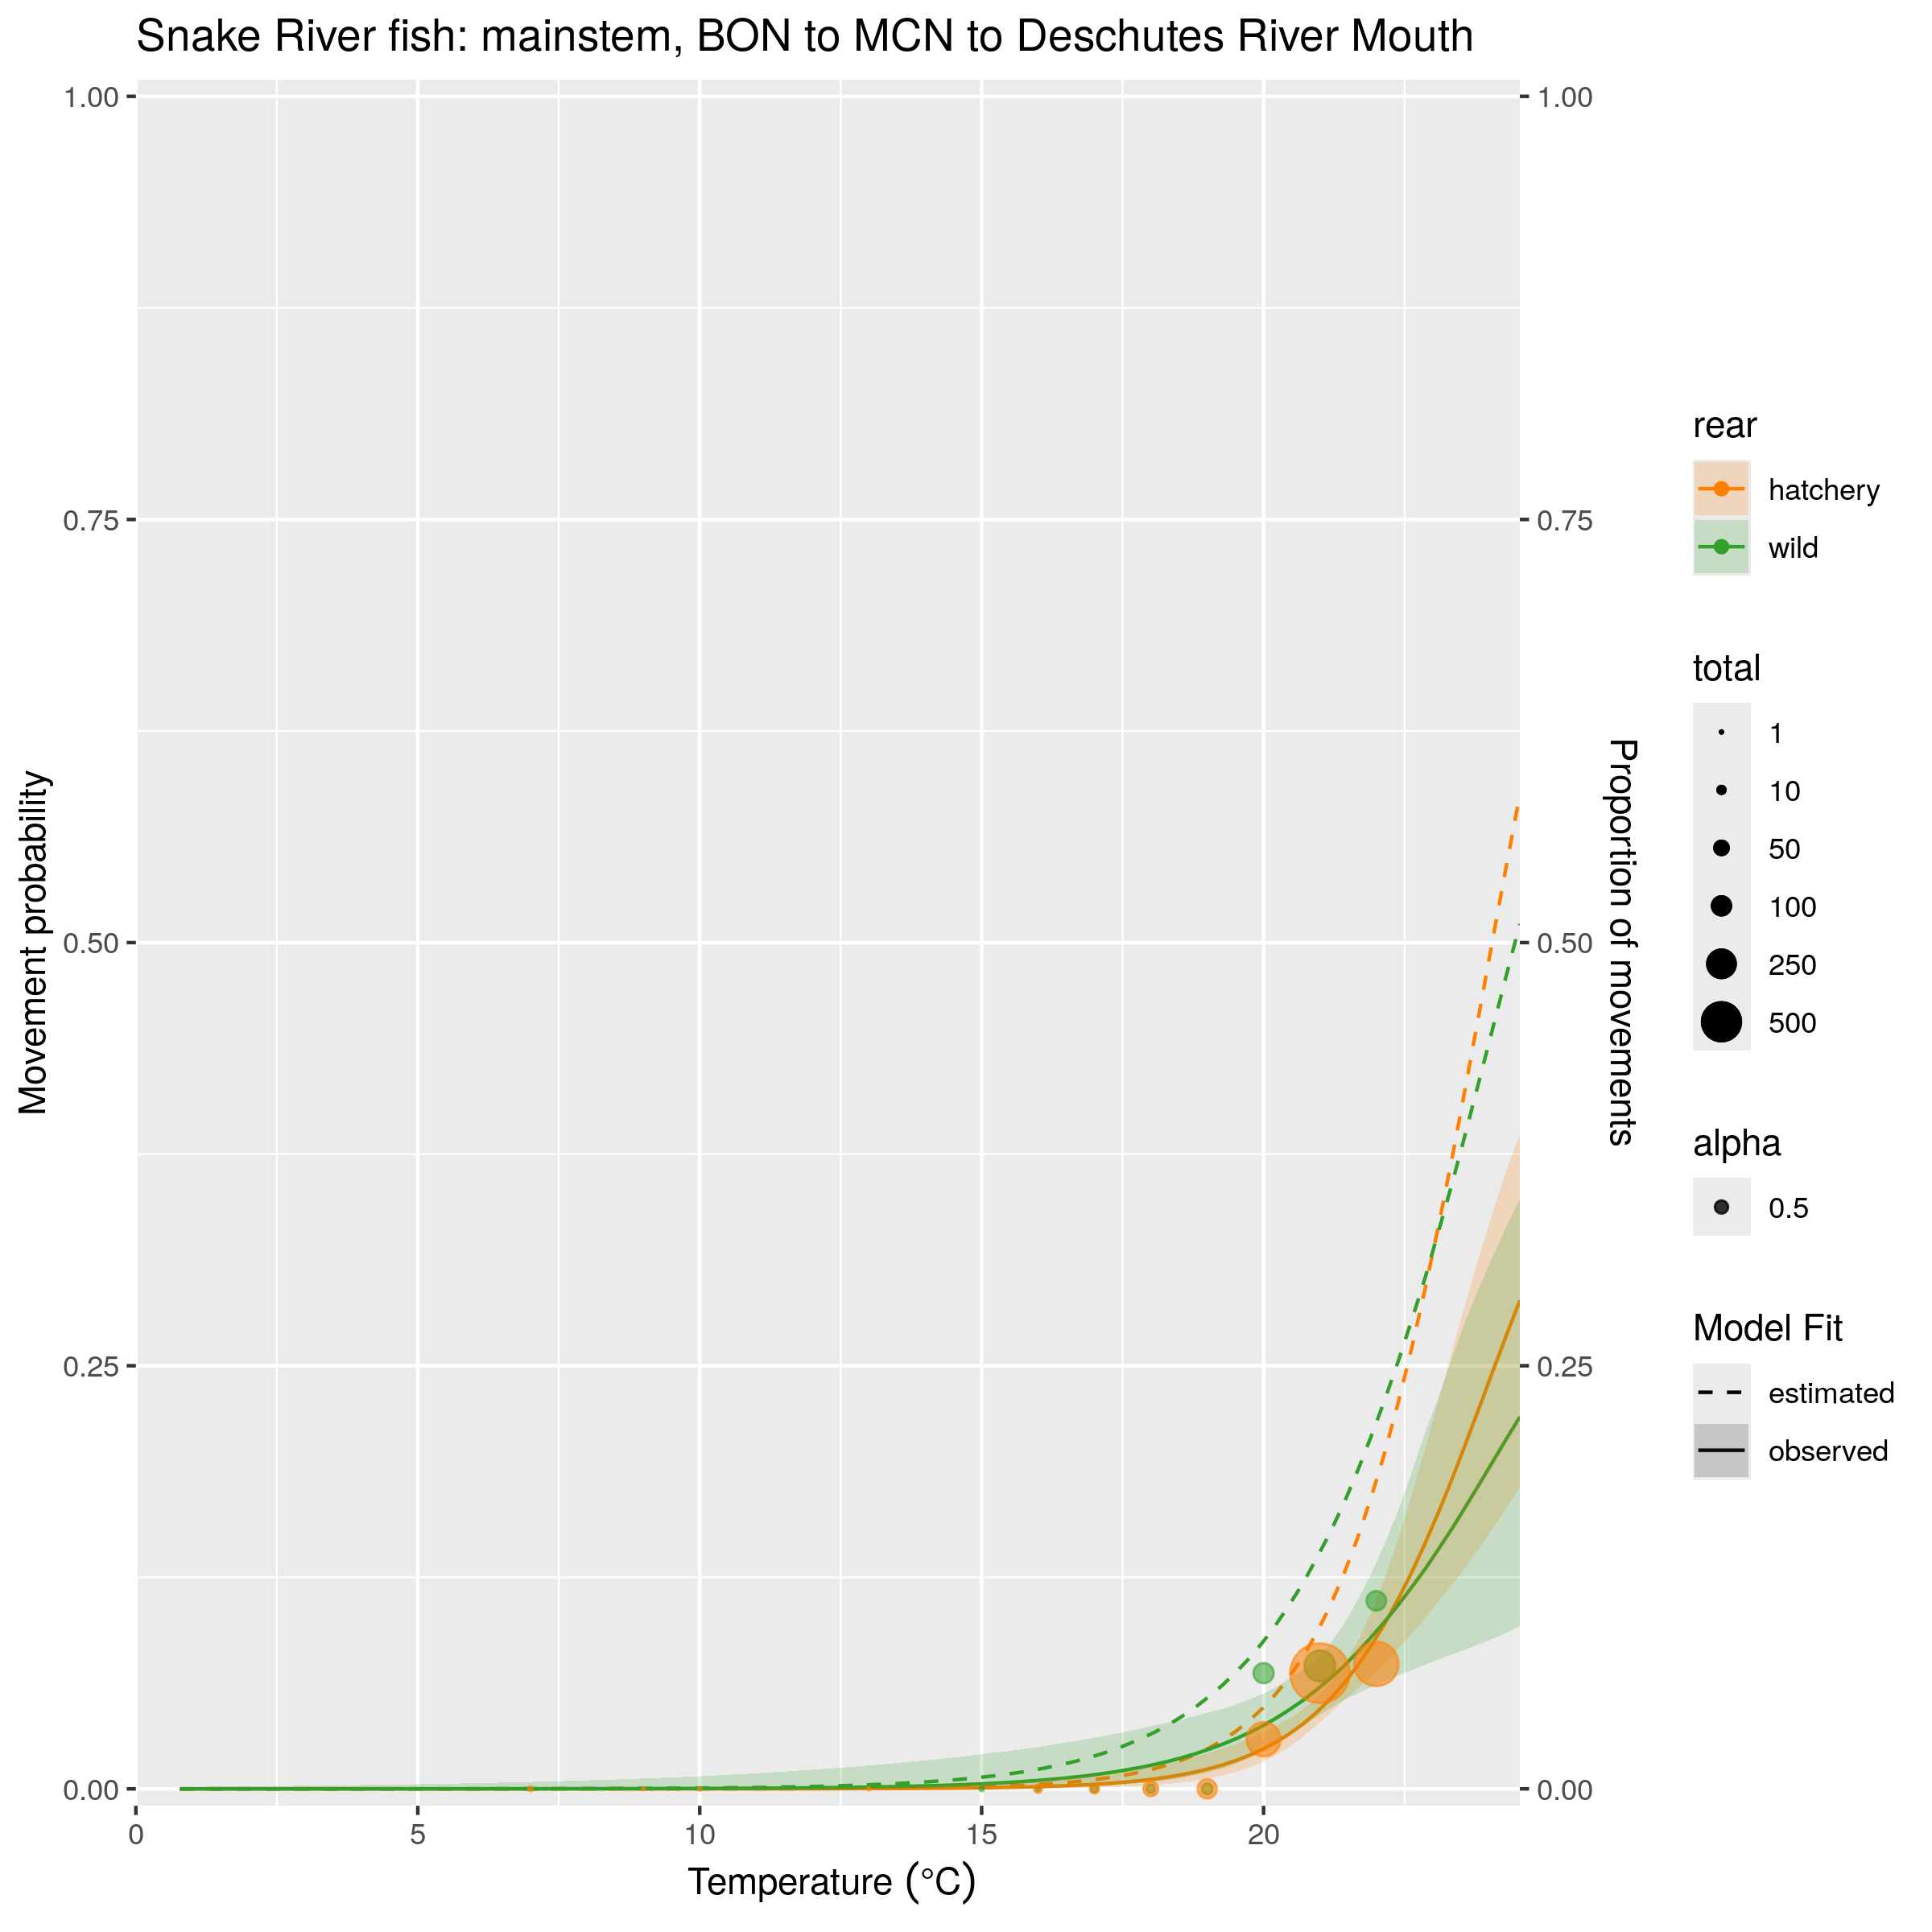 Snake River fish: mainstem, BON to MCN to Deschutes River Mouth
Movement probability
1.00
0.75
0.50
0.25
0.00
0
5
10
15
20
Temperature (°C)
1.00
0.75
0.50
0.25
0.00
Proportion of movements
rear
hatchery
wild
total
1
10
50
100
250
500
alpha
0.5
Model Fit
estimated
observed